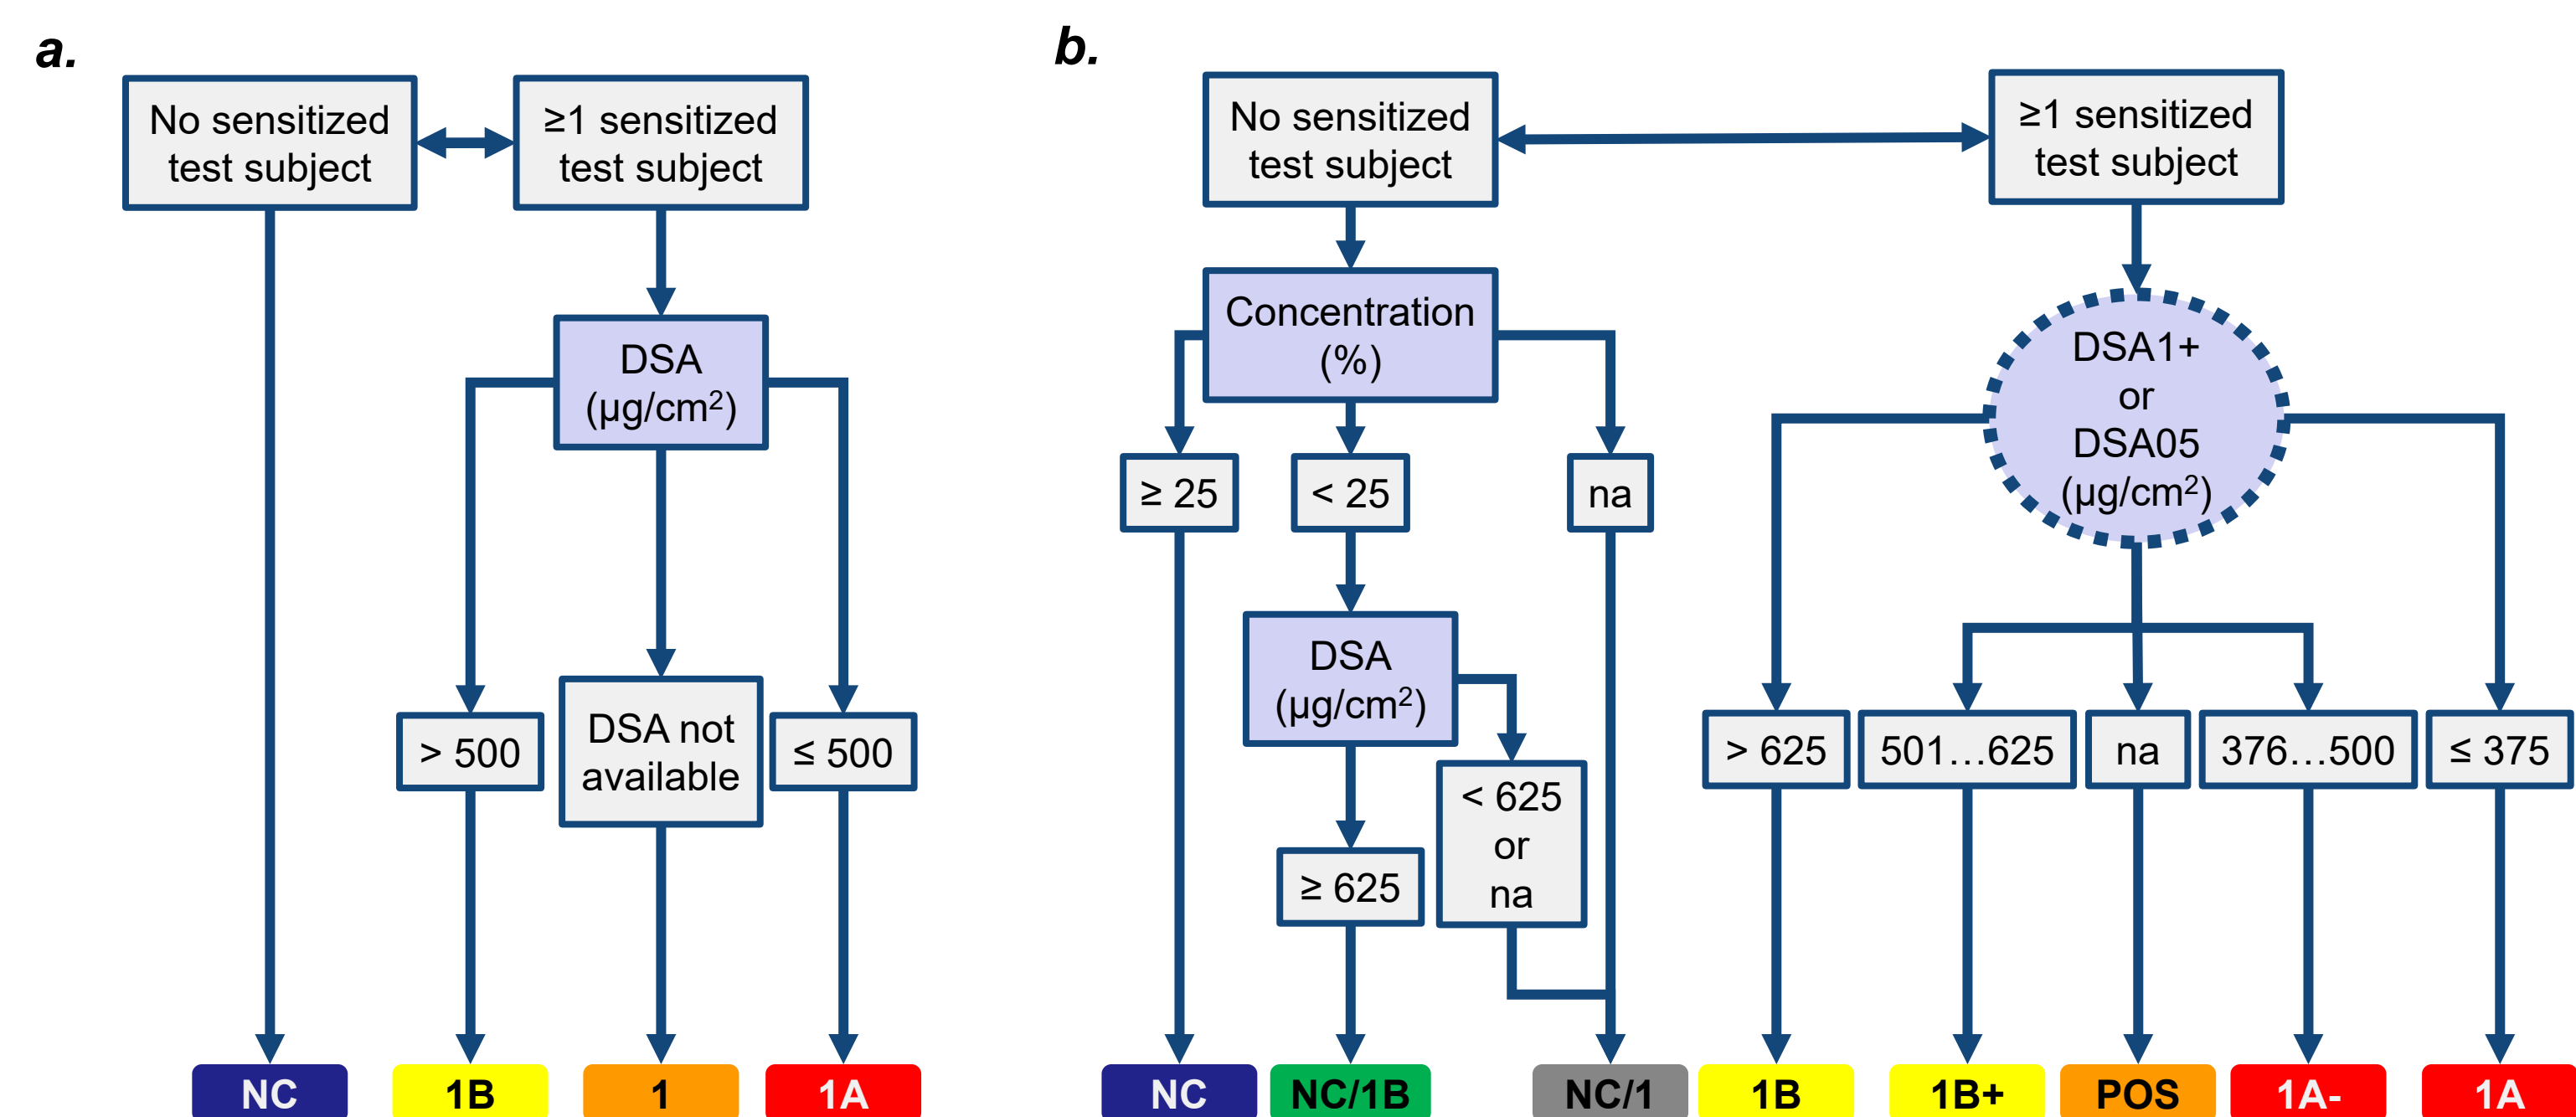 a.
No sensitized
test subject
≥1 sensitized
test subject
DSA
(µg/cm²)
> 500
DSA not
available
≤ 500
NC
1B
1
1A
b.
No sensitized
test subject
≥1 sensitized
test subject
Concentration
(%)
≥ 25
< 25
na
DSA
(µg/cm²)
≥ 625
< 625
or
na
DSA1+
or
DSA05
(µg/cm²)
> 625
501…625
na
376…500
≤ 375
NC
NC/1B
NC/1
1B
1B+
POS
1A-
1A